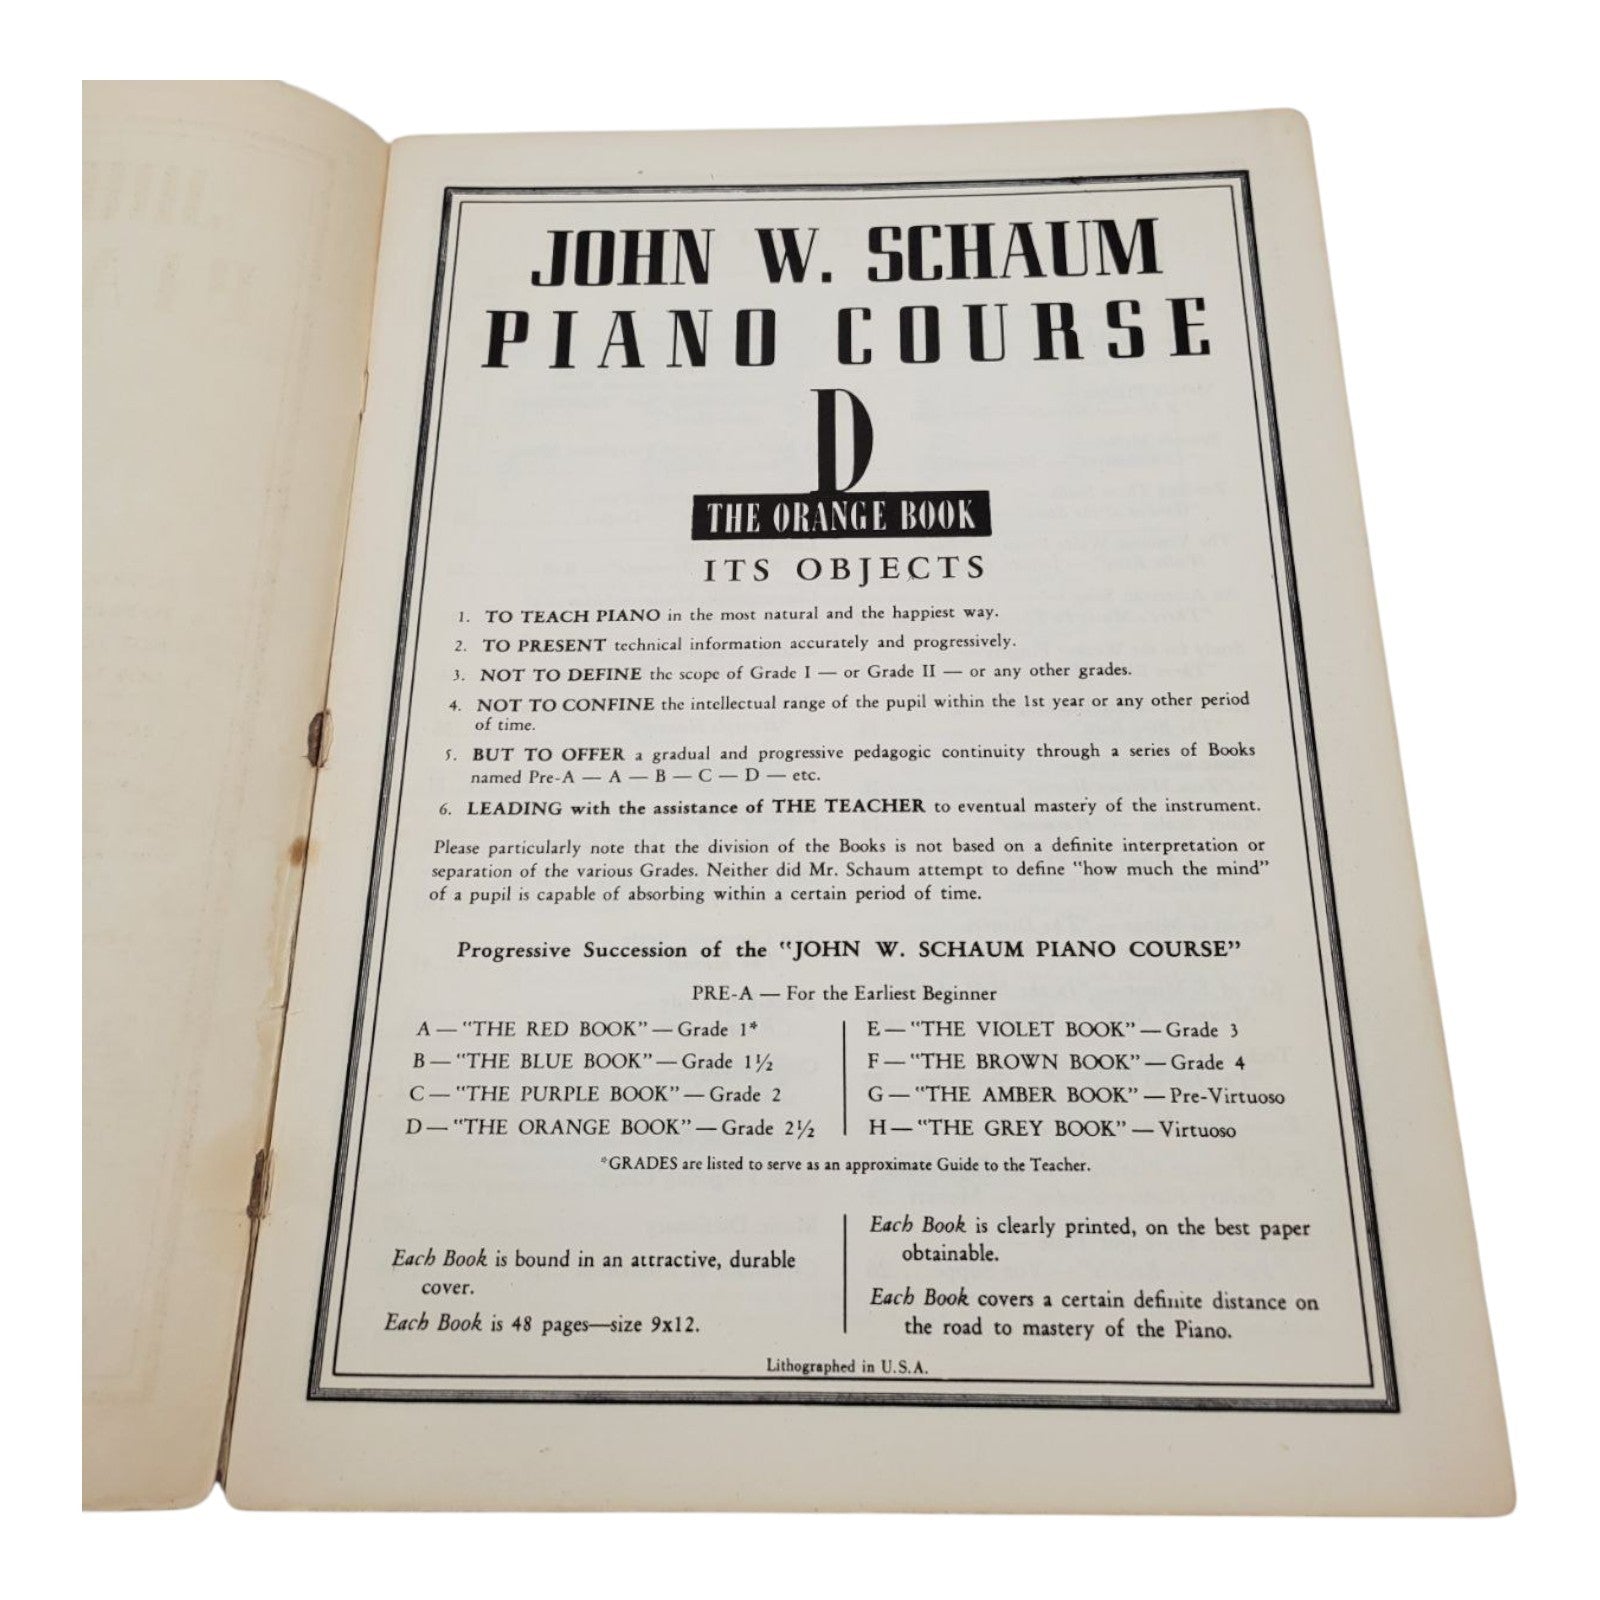 JOHN W. SCHAUM
PIANO COURSE
D
THE ORANGE BOOK
ITS OBJECTS
1. TO TEACH PIANO in the most natural and the happiest way.
2. TO PRESENT technical information accurately and progressively.
3. NOT TO DEFINE the scope of Grade I — or Grade II — or any other grades.
4. NOT TO CONFINE the intellectual range of the pupil within the 1st year or any other period
of time.
5. BUT TO OFFER a gradual and progressive pedagogic continuity through a series of Books
named Pre-A — A — B — C — D — etc.
6. LEADING with the assistance of THE TEACHER to eventual mastery of the instrument.
Please particularly note that the division of the Books is not based on a definite interpretation or
separation of the various Grades. Neither did Mr. Schaum attempt to define "how much the mind"
of a pupil is capable of absorbing within a certain period of time.
Progressive Succession of the "JOHN W. SCHAUM PIANO COURSE"
PRE-A — For the Earliest Beginner
A — "THE RED BOOK" — Grade 1*
B — "THE BLUE BOOK" — Grade 1½
C — "THE PURPLE BOOK" — Grade 2
D — "THE ORANGE BOOK" — Grade 2½
E — "THE VIOLET BOOK" — Grade 3
F — "THE BROWN BOOK" — Grade 4
G — "THE AMBER BOOK" — Pre-Virtuoso
H — "THE GREY BOOK" — Virtuoso
*GRADES are listed to serve as an approximate Guide to the Teacher.
Each Book is bound in an attractive, durable
cover.
Each Book is 48 pages—size 9x12.
Each Book is clearly printed, on the best paper
obtainable.
Each Book covers a certain definite distance on
the road to mastery of the Piano.
Lithographed in U.S.A.